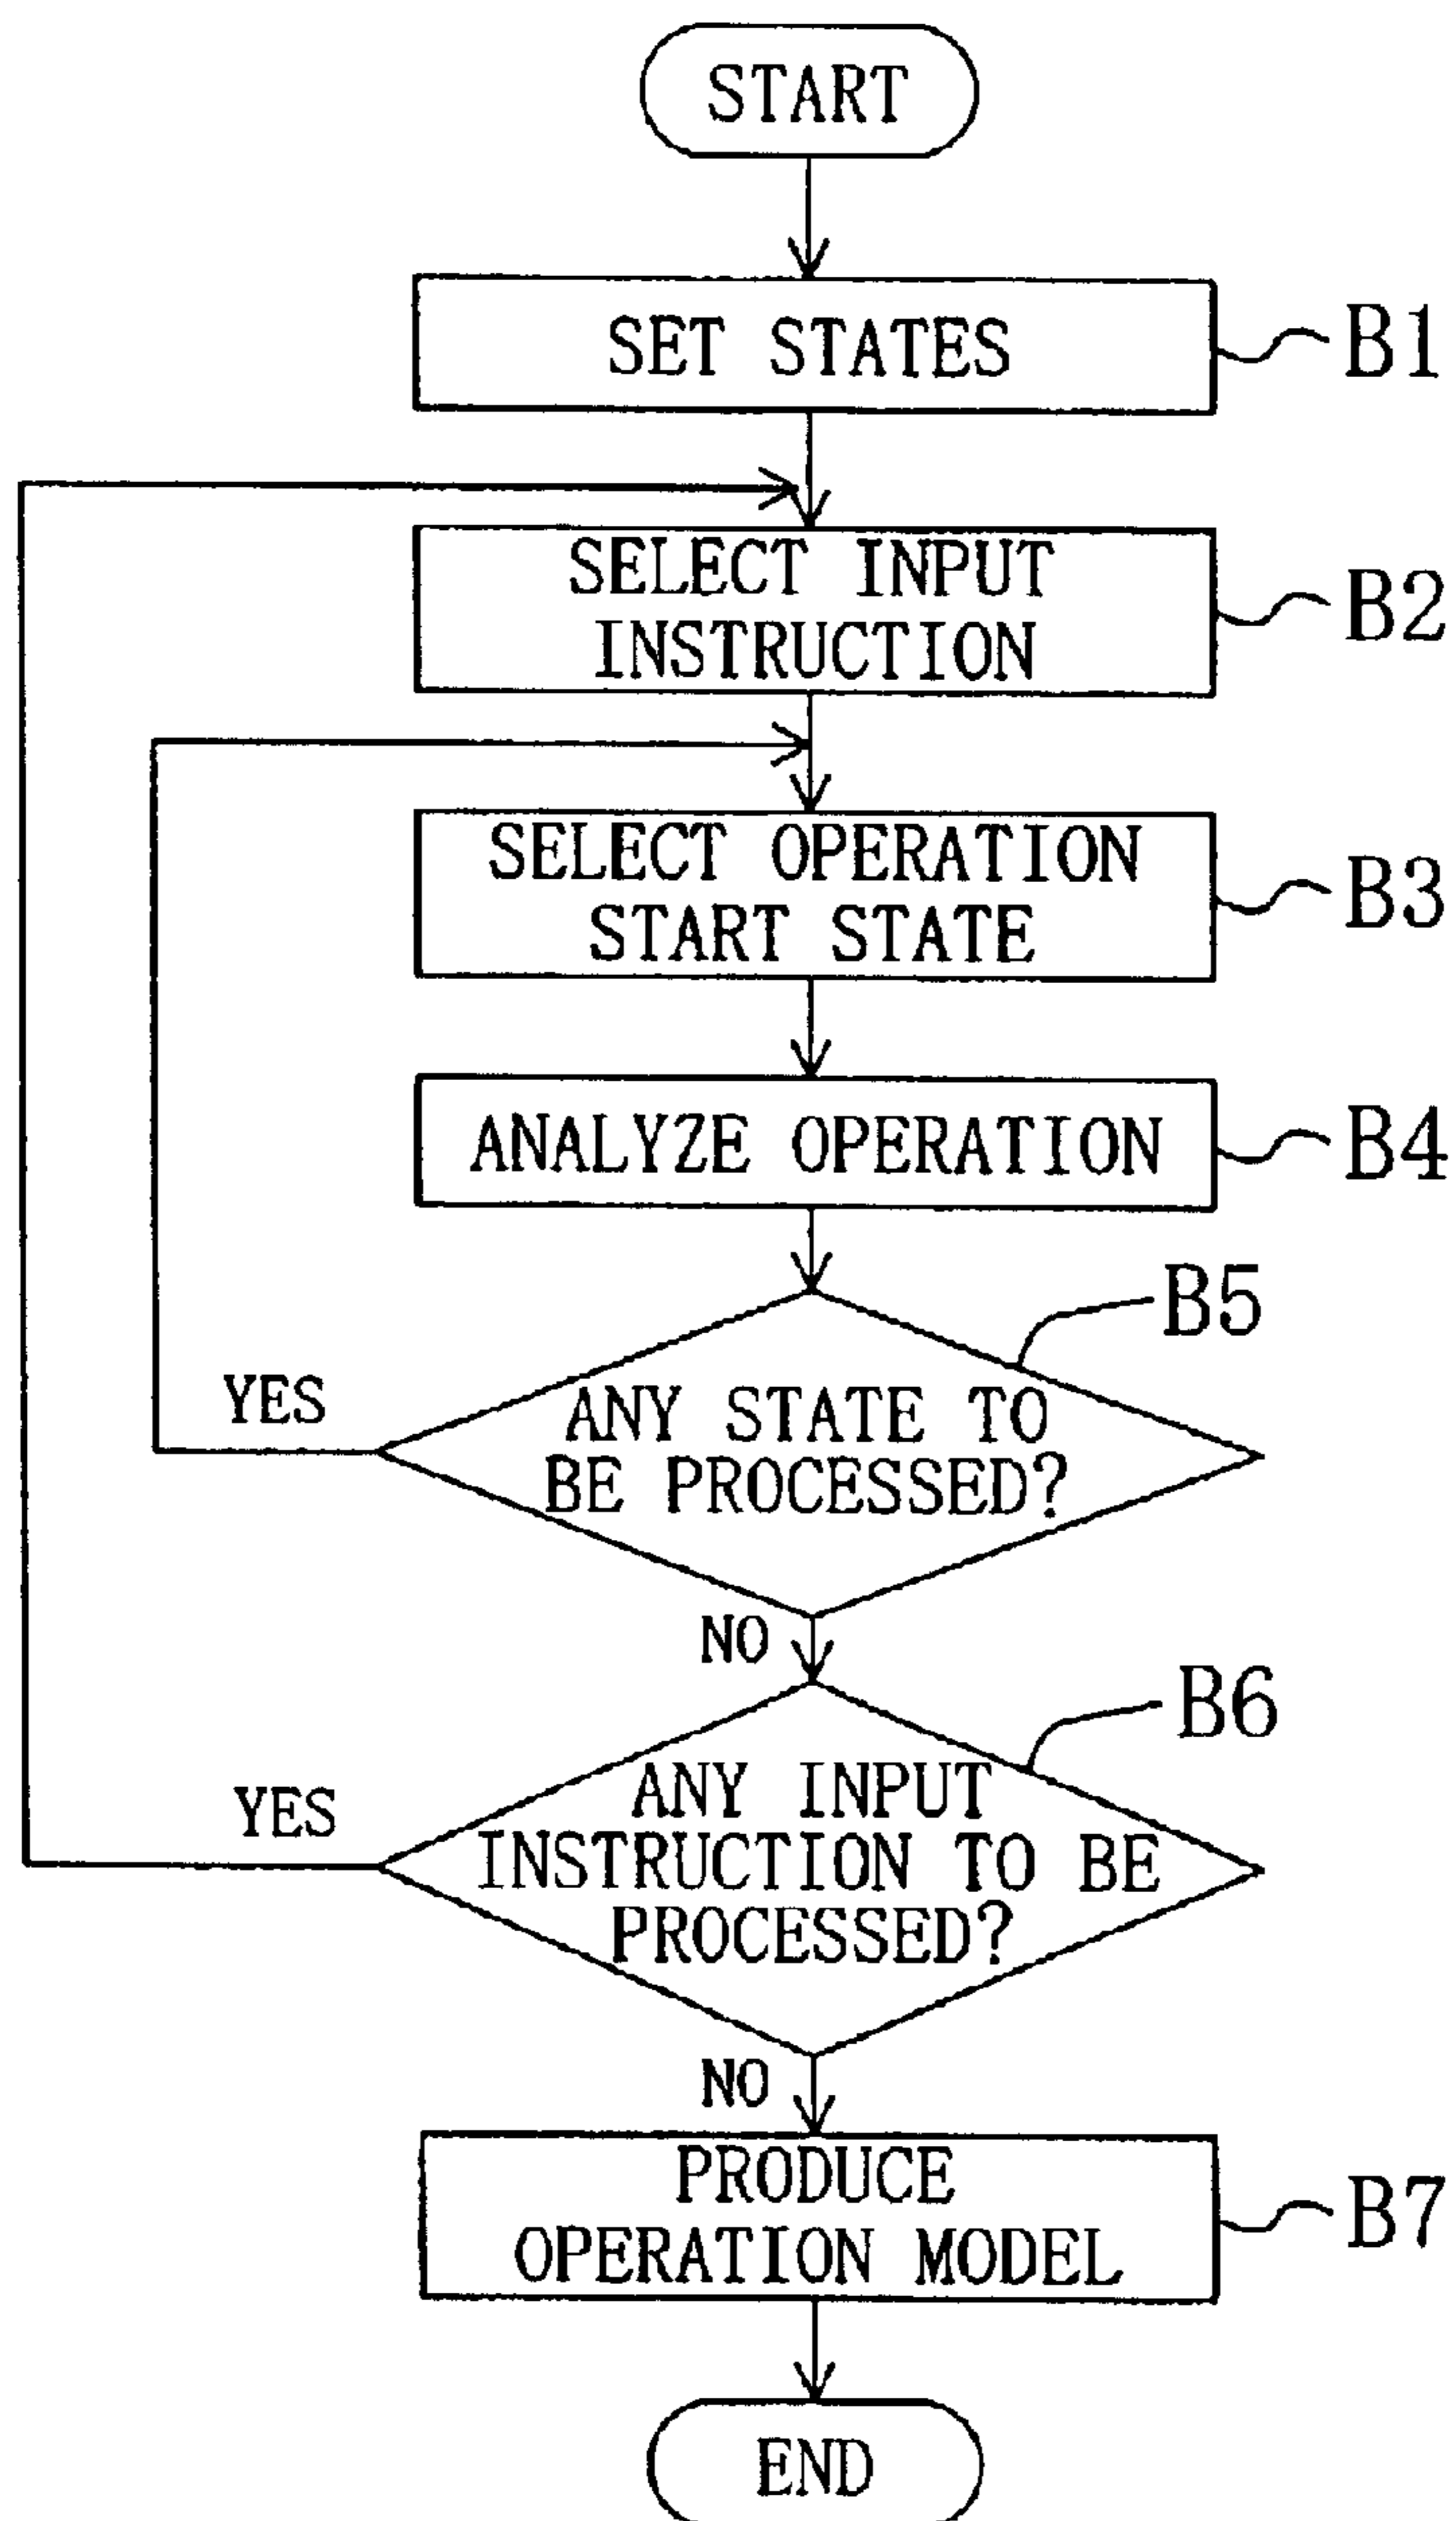 START
SET STATES
B1
SELECT INPUT
INSTRUCTION
B2
SELECT OPERATION
START STATE
B3
ANALYZE OPERATION
B4
B5
YES
ANY STATE TO
BE PROCESSED?
NO
B6
YES
ANY INPUT
INSTRUCTION TO BE
PROCESSED?
NO
PRODUCE
OPERATION MODEL
B7
END